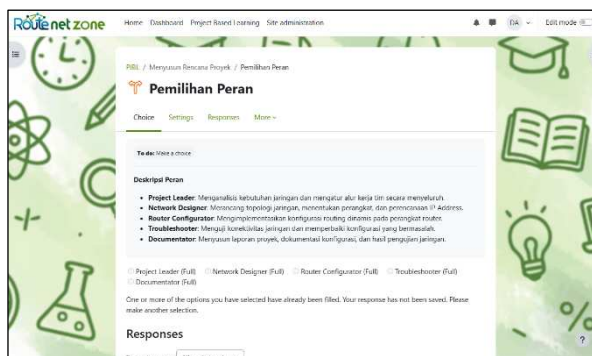 Routenet zone
Home Dashboard Project Based Learning Site administration
DA
Edit mode
PjBL / Menyusun Rencana Proyek / Pemilihan Peran
Pemilihan Peran
Choice Settings Responses More
To do: Make a choice
Deskripsi Peran
Project Leader: Menganalisis kebutuhan jaringan dan mengatur alur kerja tim secara menyeluruh.
Network Designer: Merancang topologi jaringan, menentukan perangkat, dan perencanaan IP Address.
Router Configurator: Mengimplementasikan konfigurasi routing dinamis pada perangkat router.
Troubleshooter: Menguji konektivitas jaringan dan memperbaiki konfigurasi yang bermasalah.
Documentator: Menyusun laporan proyek, dokumentasi konfigurasi, dan hasil pengujian jaringan.
Project Leader (Full) Network Designer (Full) Router Configurator (Full) Troubleshooter (Full)
Documentator (Full)
One or more of the options you have selected have already been filled. Your response has not been saved. Please
make another selection.
Responses
?